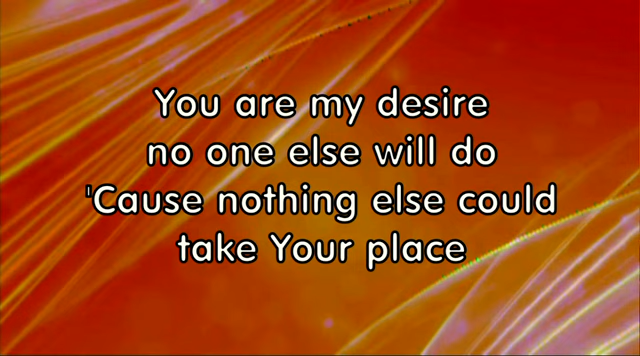 You are my desire
no one else will do
'Cause nothing else could
take Your place